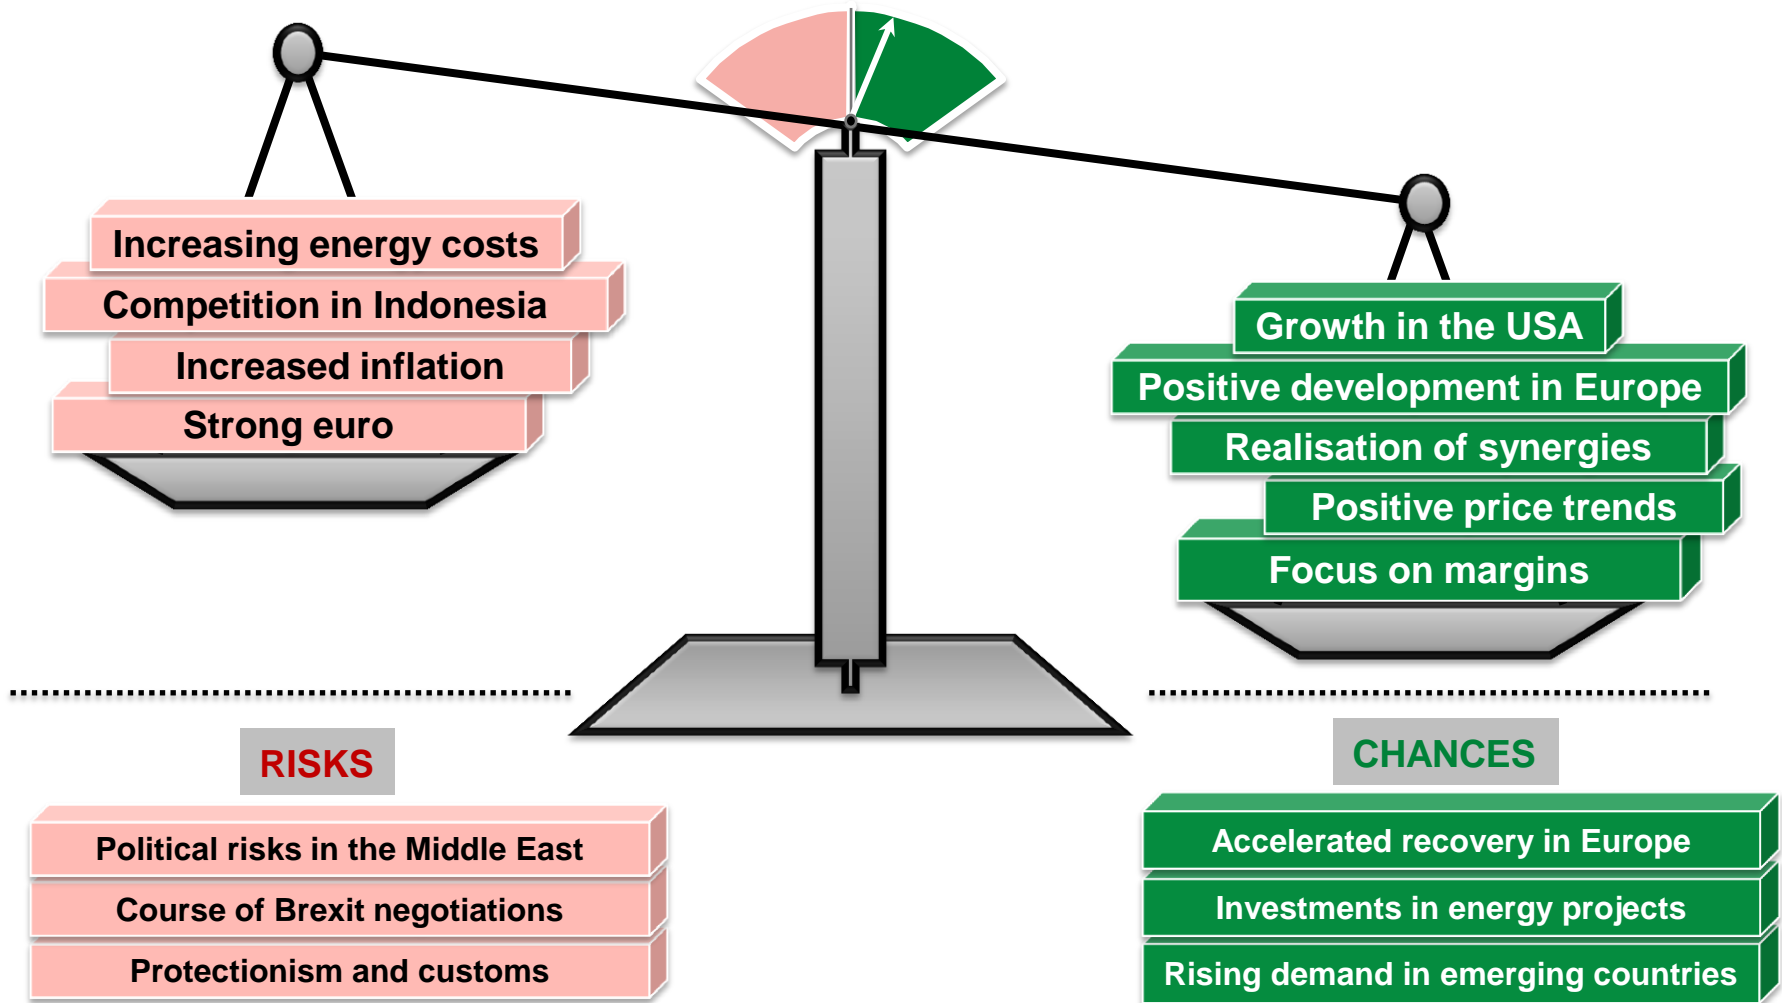 Increasing energy costs
Competition in Indonesia
Increased inflation
Strong euro
Growth in the USA
Positive development in Europe
Realisation of synergies
Positive price trends
Focus on margins
RISKS
Political risks in the Middle East
Course of Brexit negotiations
Protectionism and customs
CHANCES
Accelerated recovery in Europe
Investments in energy projects
Rising demand in emerging countries